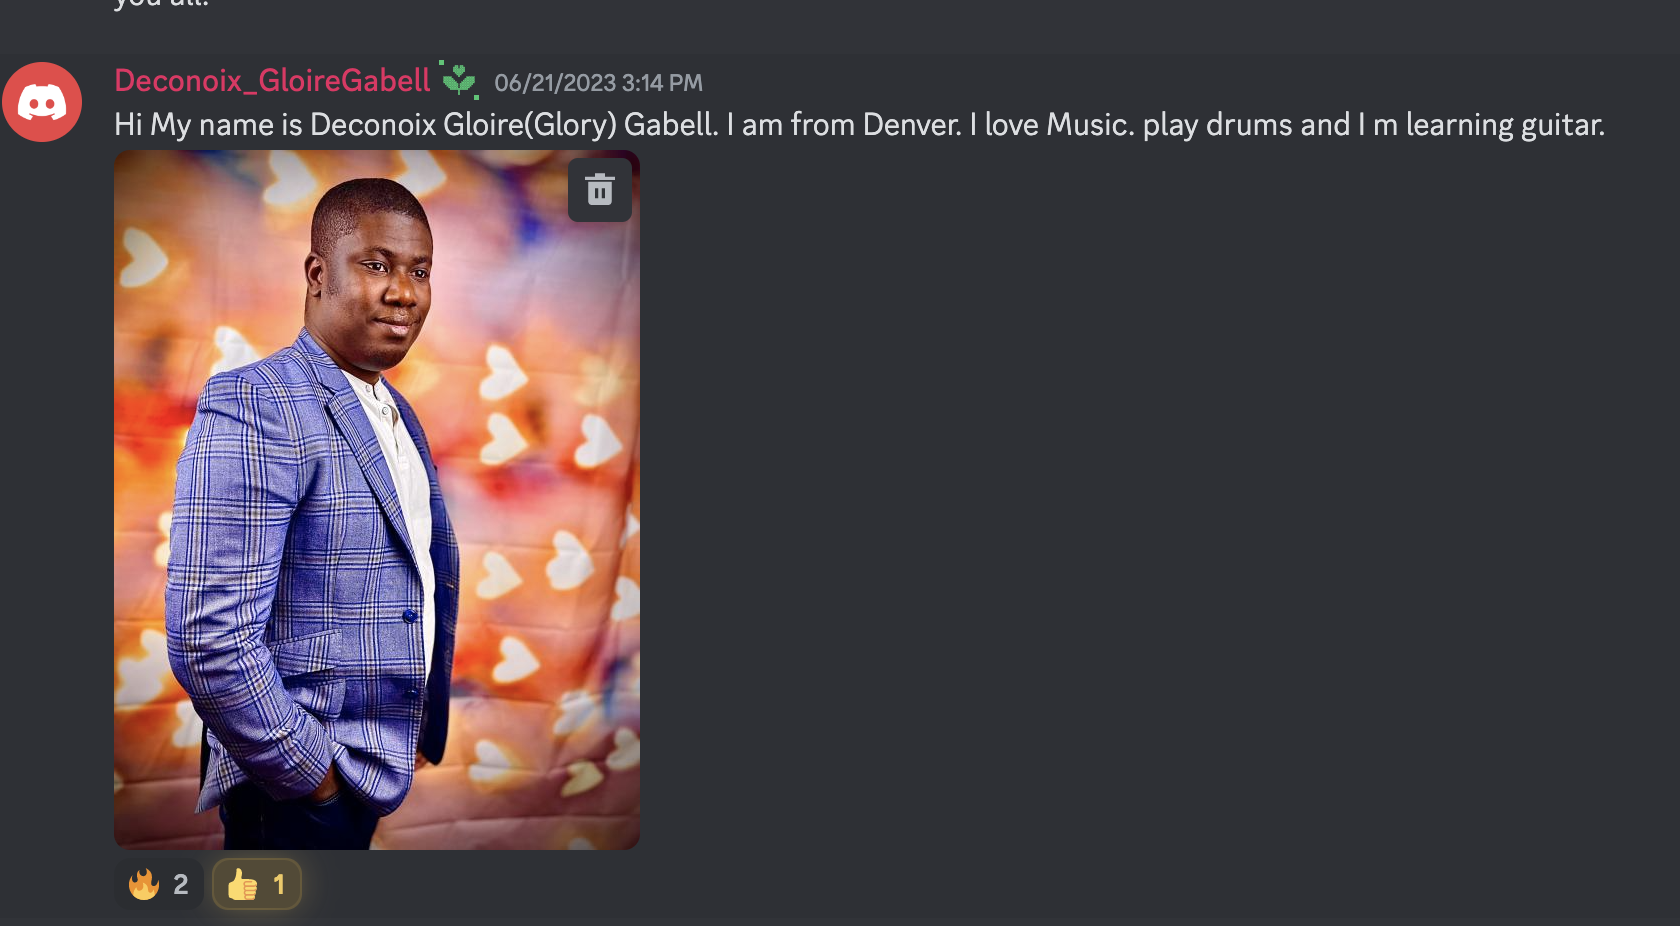 you all.
Deconoix_GloireGabell 06/21/2023 3:14 PM
Hi My name is Deconoix Gloire(Glory) Gabell. I am from Denver. I love Music. play drums and I m learning guitar.
2 1